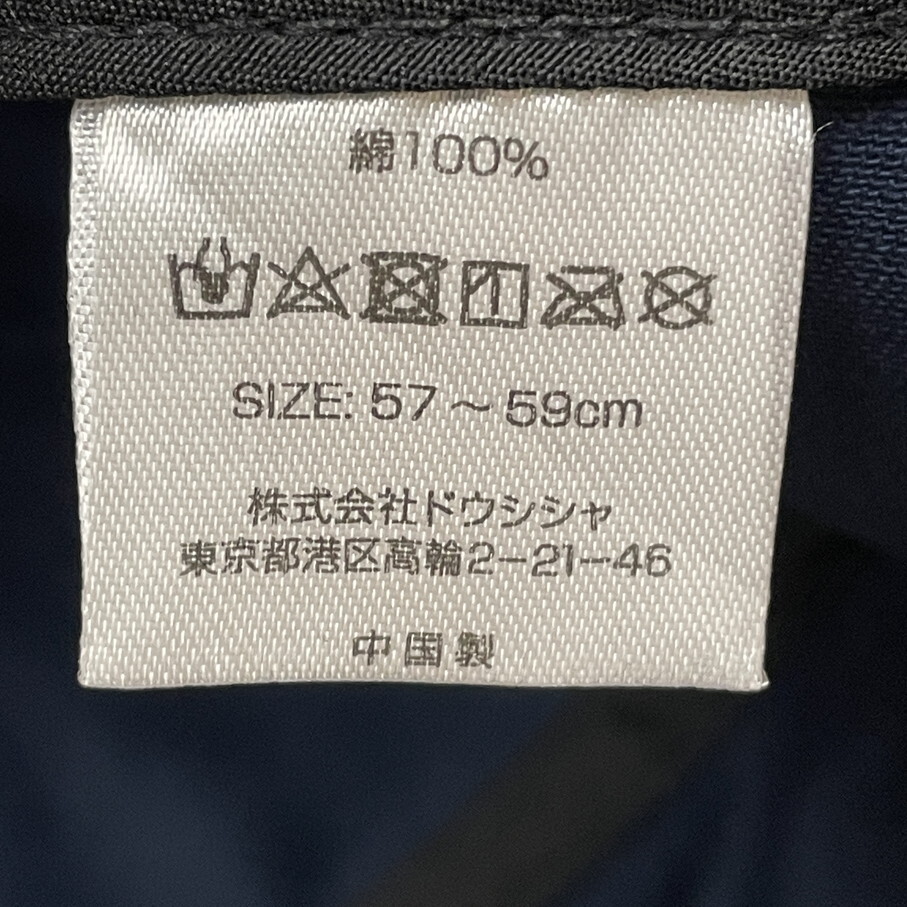 綿100%
SIZE: 57～59cm
株式会社ドウシシャ
東京都港区高輪2-21-46
中国製